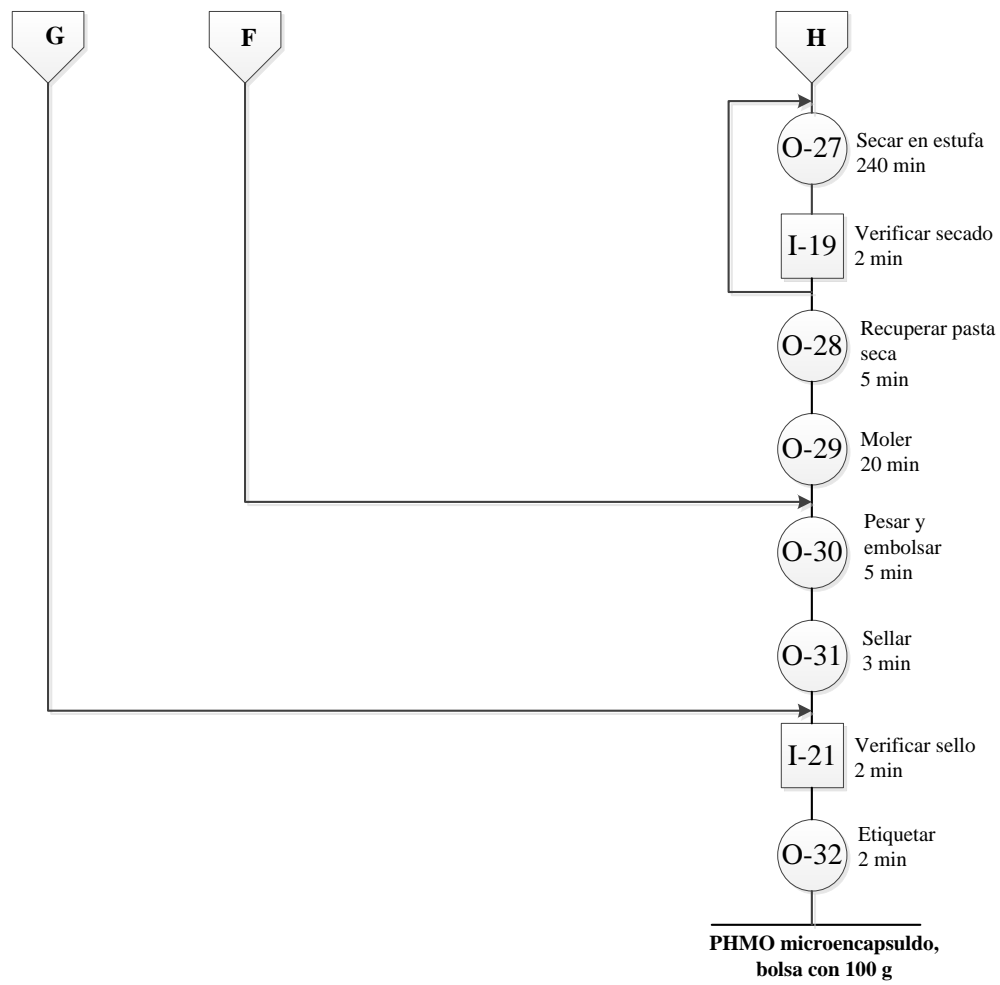 G
F
H
O-27
Secar en estufa
240 min
I-19
Verificar secado
2 min
O-28
Recuperar pasta
seca
5 min
O-29
Moler
20 min
O-30
Pesar y
embolsar
5 min
O-31
Sellar
3 min
I-21
Verificar sello
2 min
O-32
Etiquetar
2 min
PHMO microencapsuldo,
bolsa con 100 g